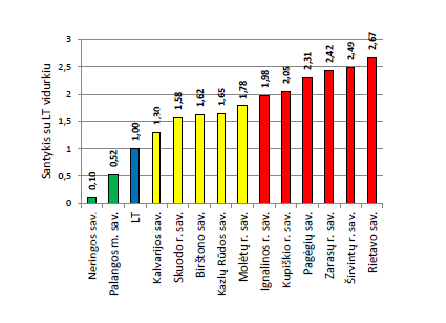 Santykis su LT vidurkiu
3
2,5
2
1,5
1
0,5
0
0,10
0,52
1,00
1,30
1,58
1,62
1,65
1,78
1,98
2,05
2,31
2,42
2,49
2,67
Neringos sav.
Palangos m. sav.
LT
Kalvarijos sav.
Skuodo r. sav.
Birštono sav.
Kazlų Rūdos sav.
Molėtų r. sav.
Ignalinos r. sav.
Kupiškio r. sav.
Pagėgių sav.
Zarasų r. sav.
Širvintų r. sav.
Rietavo sav.